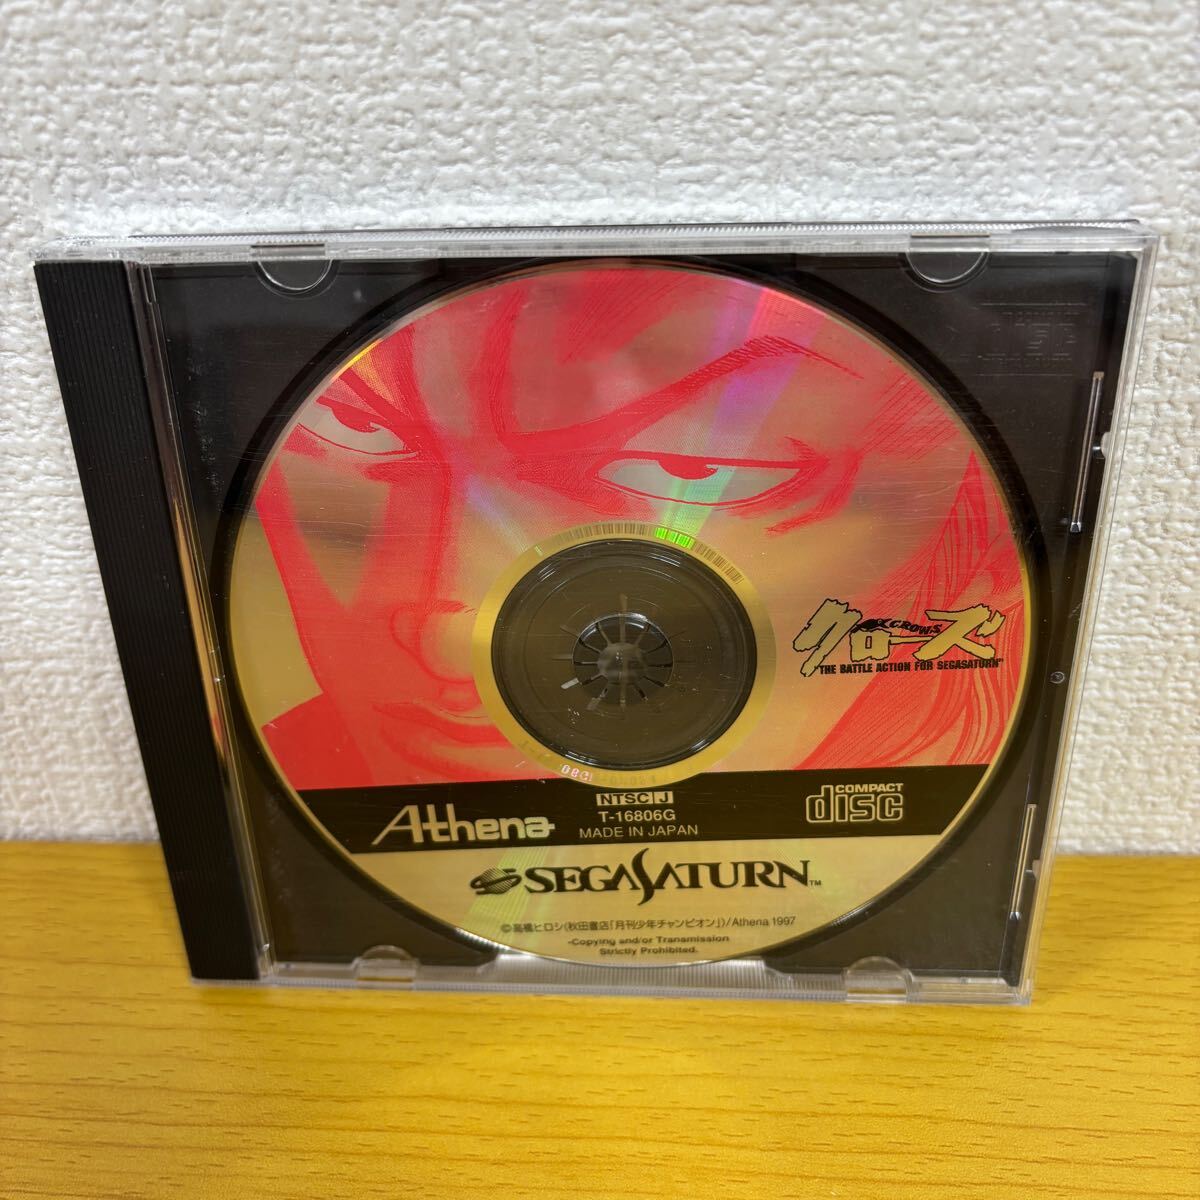 CROWS
クローズ
"THE BATTLE ACTION FOR SEGASATURN"
NTSC J
T-16806G
MADE IN JAPAN
Athena
COMPACT
disc
SEGASATURN™
©高橋ヒロシ(秋田書店「月刊少年チャンピオン」)/Athena 1997
-Copying and/or Transmission
Strictly Prohibited.